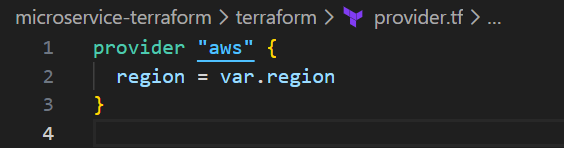 microservice-terraform > terraform > provider.tf > ...
1 provider "aws" {
2   region = var.region
3 }
4